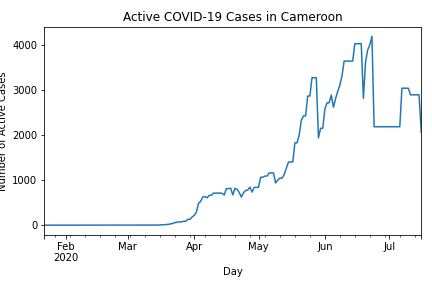 Active COVID-19 Cases in Cameroon
Number of Active Cases
4000
3000
2000
1000
0
Feb
2020
Mar
Apr
May
Jun
Jul
Day